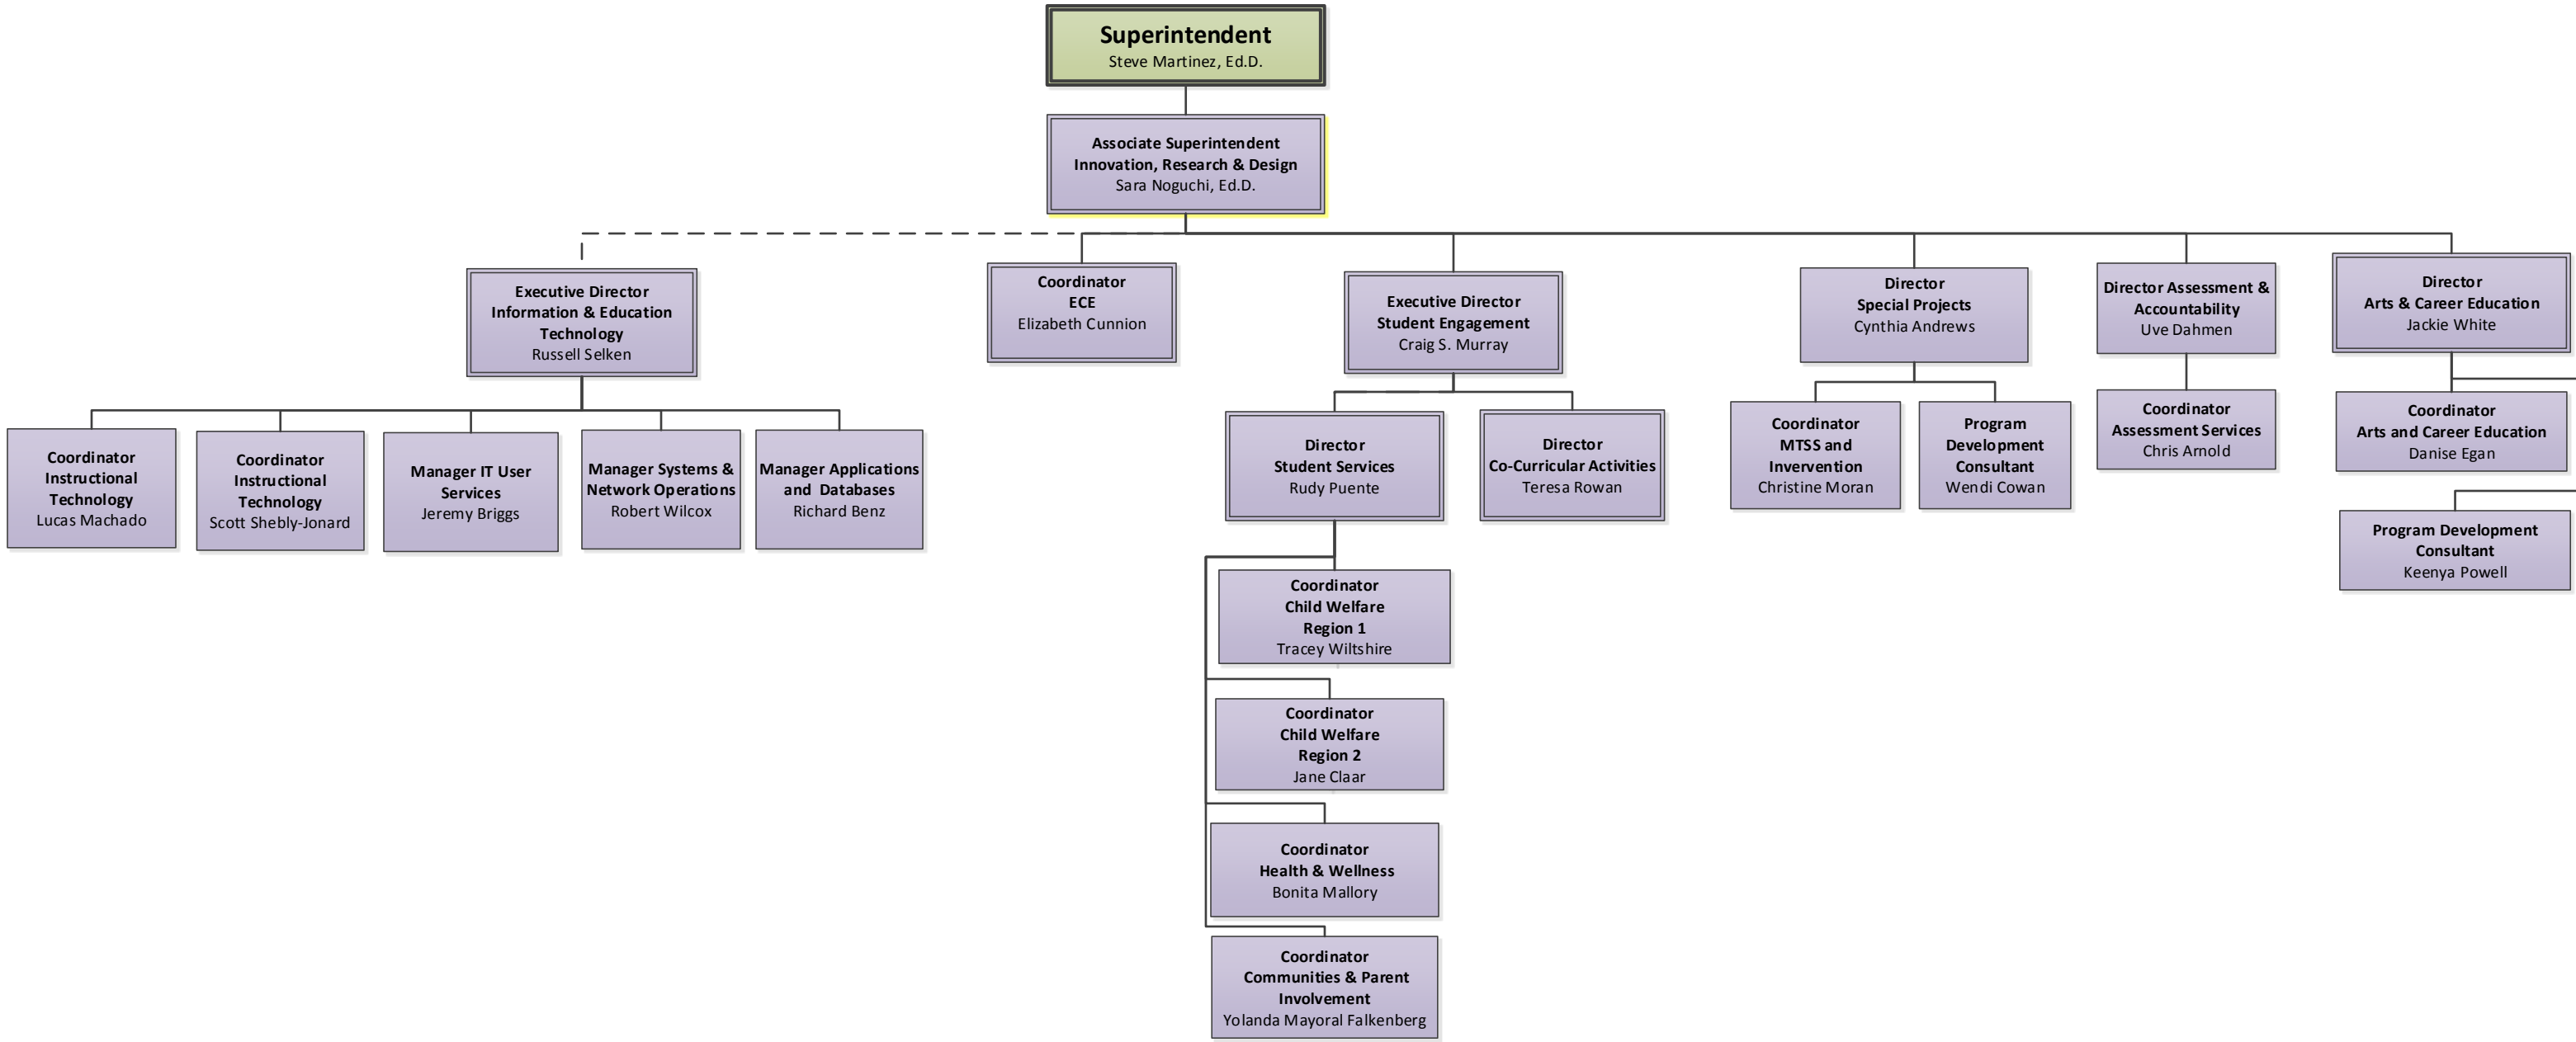 Superintendent
Steve Martinez, Ed.D.
Associate Superintendent
Innovation, Research & Design
Sara Noguchi, Ed.D.
Executive Director
Information & Education
Technology
Russell Selken
Coordinator
ECE
Elizabeth Cunnion
Executive Director
Student Engagement
Craig S. Murray
Director
Special Projects
Cynthia Andrews
Director Assessment &
Accountability
Uve Dahmen
Director
Arts & Career Education
Jackie White
Coordinator
Instructional
Technology
Lucas Machado
Coordinator
Instructional
Technology
Scott Shebly-Jonard
Manager IT User
Services
Jeremy Briggs
Manager Systems &
Network Operations
Robert Wilcox
Manager Applications
and Databases
Richard Benz
Director
Student Services
Rudy Puente
Director
Co-Curricular Activities
Teresa Rowan
Coordinator
MTSS and
Invervention
Christine Moran
Program
Development
Consultant
Wendi Cowan
Coordinator
Assessment Services
Chris Arnold
Coordinator
Arts and Career Education
Danise Egan
Program Development
Consultant
Keenya Powell
Coordinator
Child Welfare
Region 1
Tracey Wiltshire
Coordinator
Child Welfare
Region 2
Jane Claar
Coordinator
Health & Wellness
Bonita Mallory
Coordinator
Communities & Parent
Involvement
Yolanda Mayoral Falkenberg